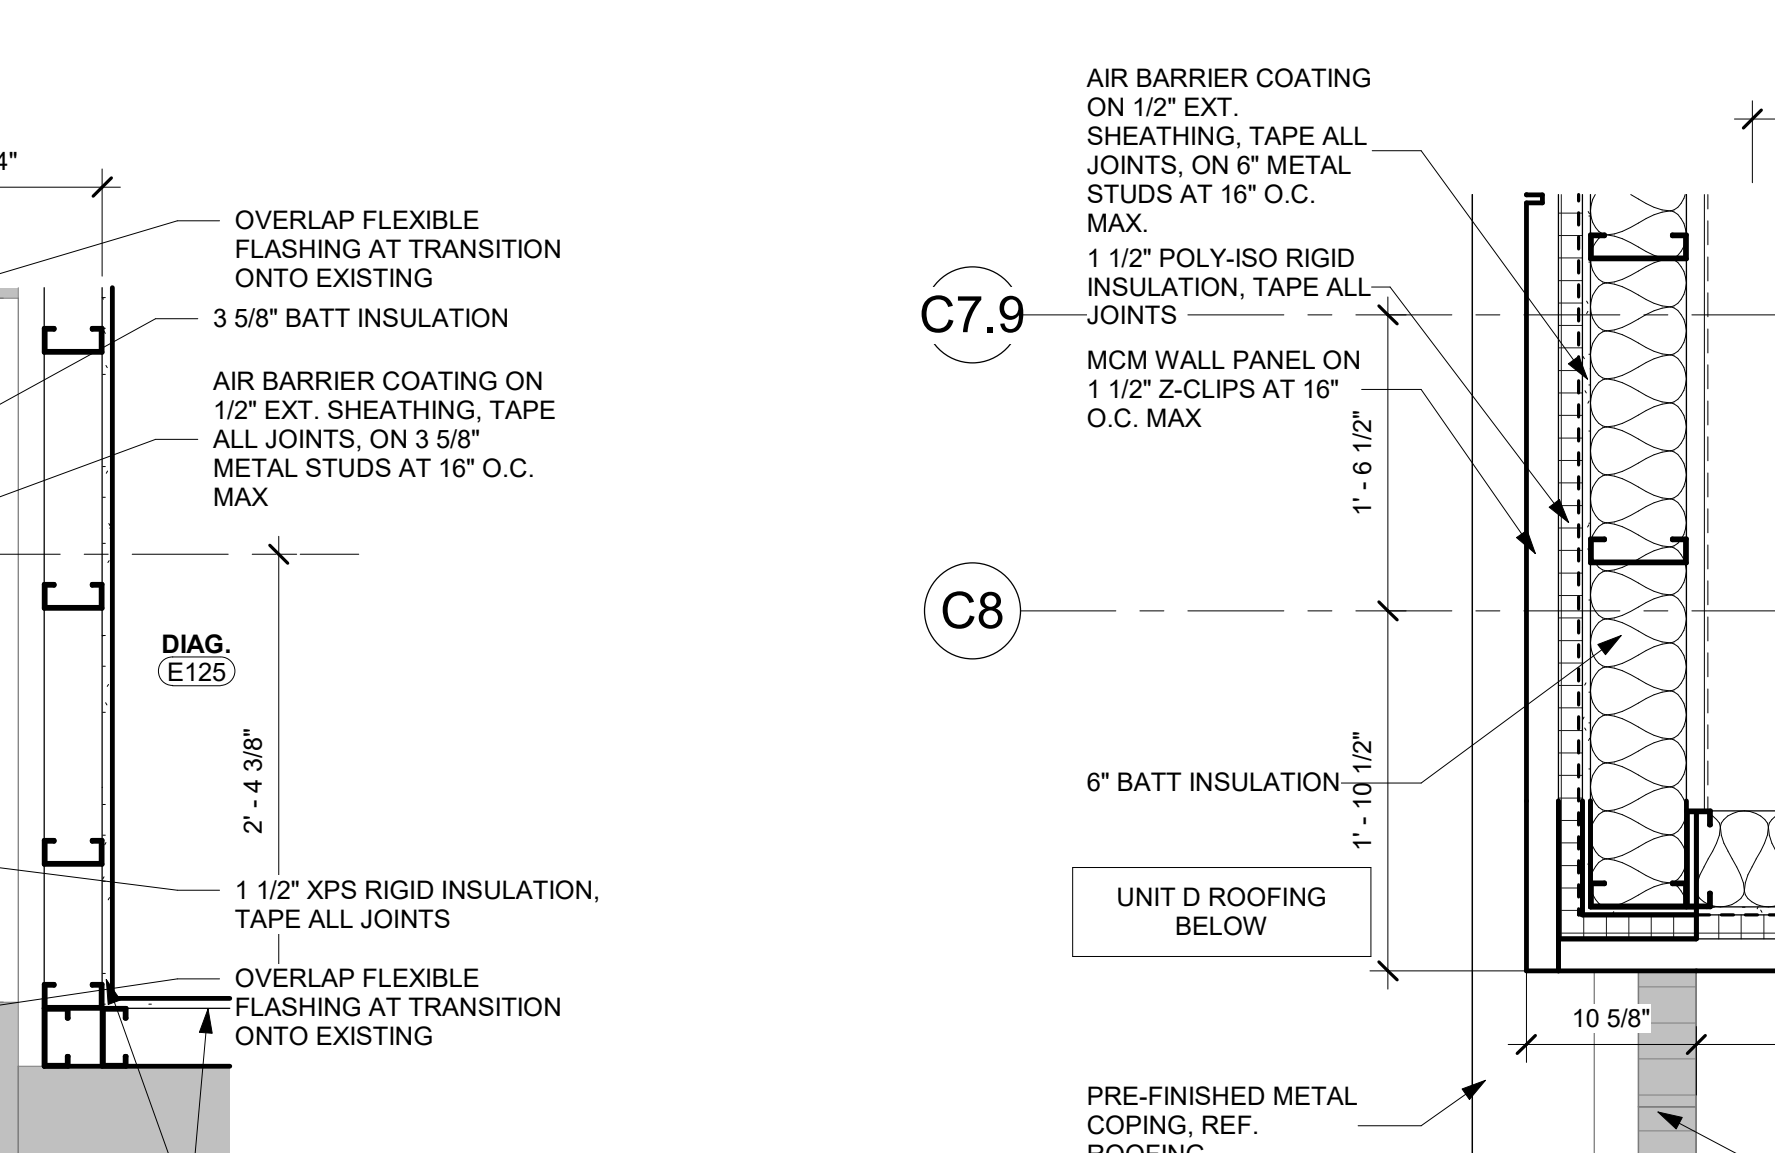 4"
OVERLAP FLEXIBLE
FLASHING AT TRANSITION
ONTO EXISTING
3 5/8" BATT INSULATION
AIR BARRIER COATING ON
1/2" EXT. SHEATHING, TAPE
ALL JOINTS, ON 3 5/8"
METAL STUDS AT 16" O.C.
MAX
DIAG.
E125
2' - 4 3/8"
1 1/2" XPS RIGID INSULATION,
TAPE ALL JOINTS
OVERLAP FLEXIBLE
FLASHING AT TRANSITION
ONTO EXISTING
AIR BARRIER COATING
ON 1/2" EXT.
SHEATHING, TAPE ALL
JOINTS, ON 6" METAL
STUDS AT 16" O.C.
MAX.
1 1/2" POLY-ISO RIGID
INSULATION, TAPE ALL
JOINTS
C7.9
MCM WALL PANEL ON
1 1/2" Z-CLIPS AT 16"
O.C. MAX
1' - 6 1/2"
C8
6" BATT INSULATION
1' - 10 1/2"
UNIT D ROOFING
BELOW
10 5/8"
PRE-FINISHED METAL
COPING, REF.
ROOFING